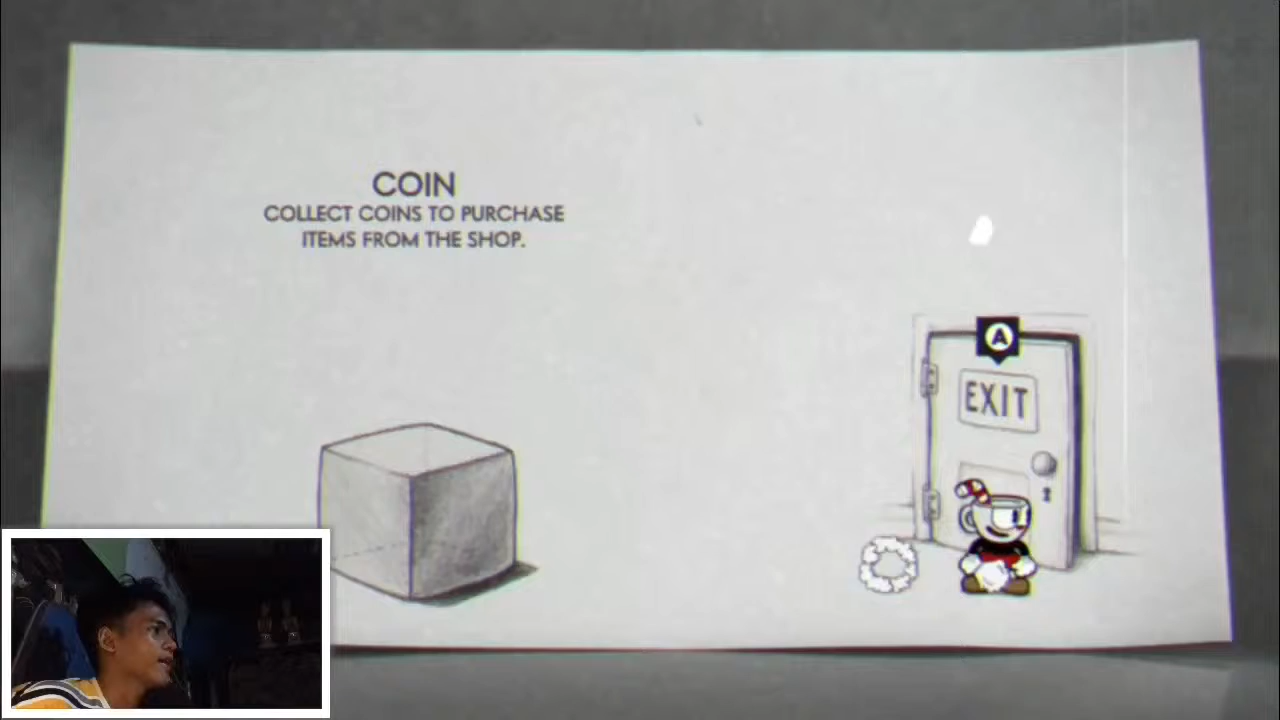 COIN
COLLECT COINS TO PURCHASE
ITEMS FROM THE SHOP.
A
EXIT